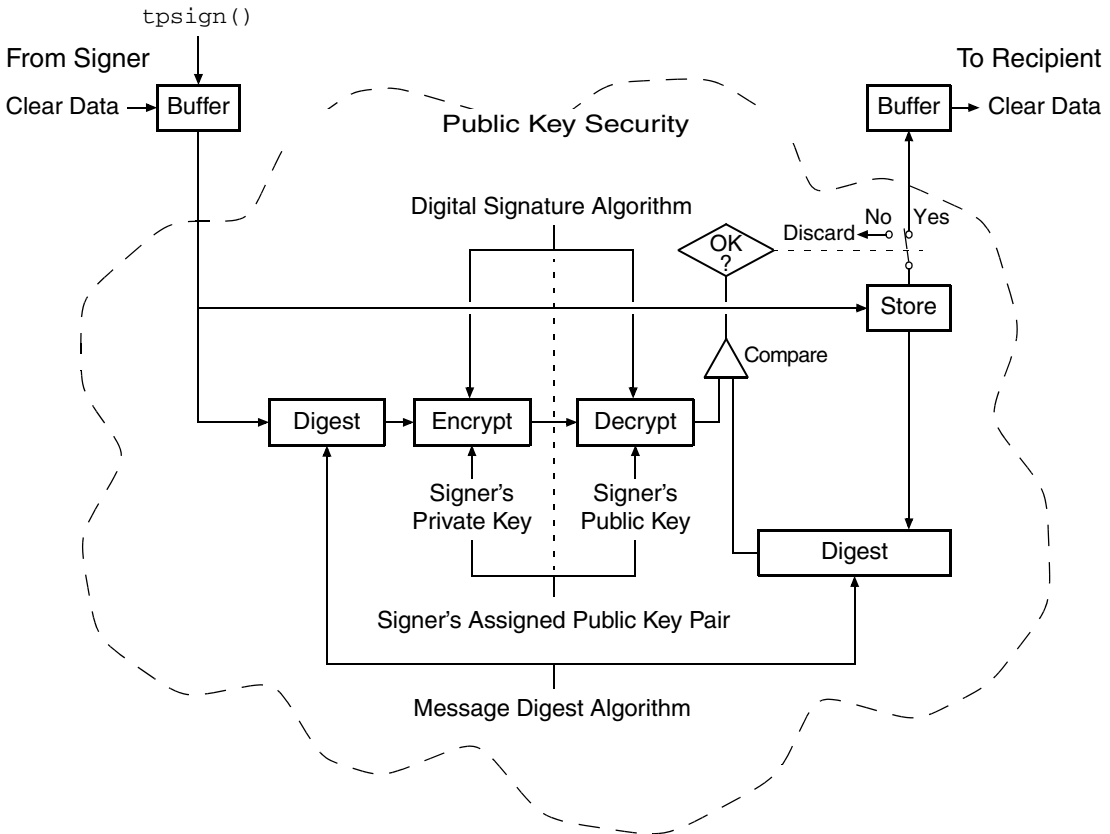 tpsign()
From Signer
To Recipient
Clear Data
Buffer
Buffer
Clear Data
Public Key Security
Digital Signature Algorithm
No
Yes
Discard
OK
?
Store
Compare
Digest
Encrypt
Decrypt
Signer's
Private Key
Signer's
Public Key
Digest
Signer's Assigned Public Key Pair
Message Digest Algorithm